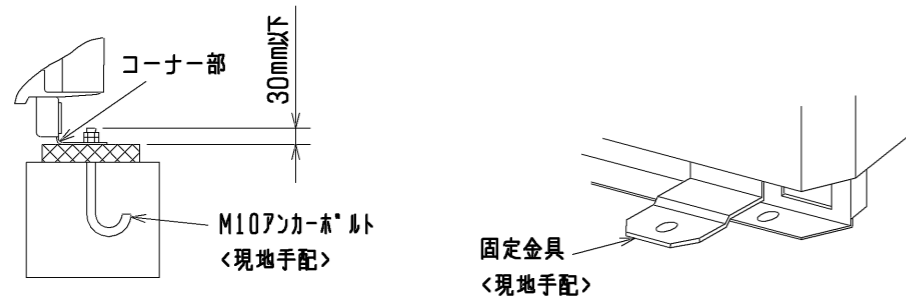 コーナー部
30mm以下
M10アンカーボルト
<現地手配>
固定金具
<現地手配>